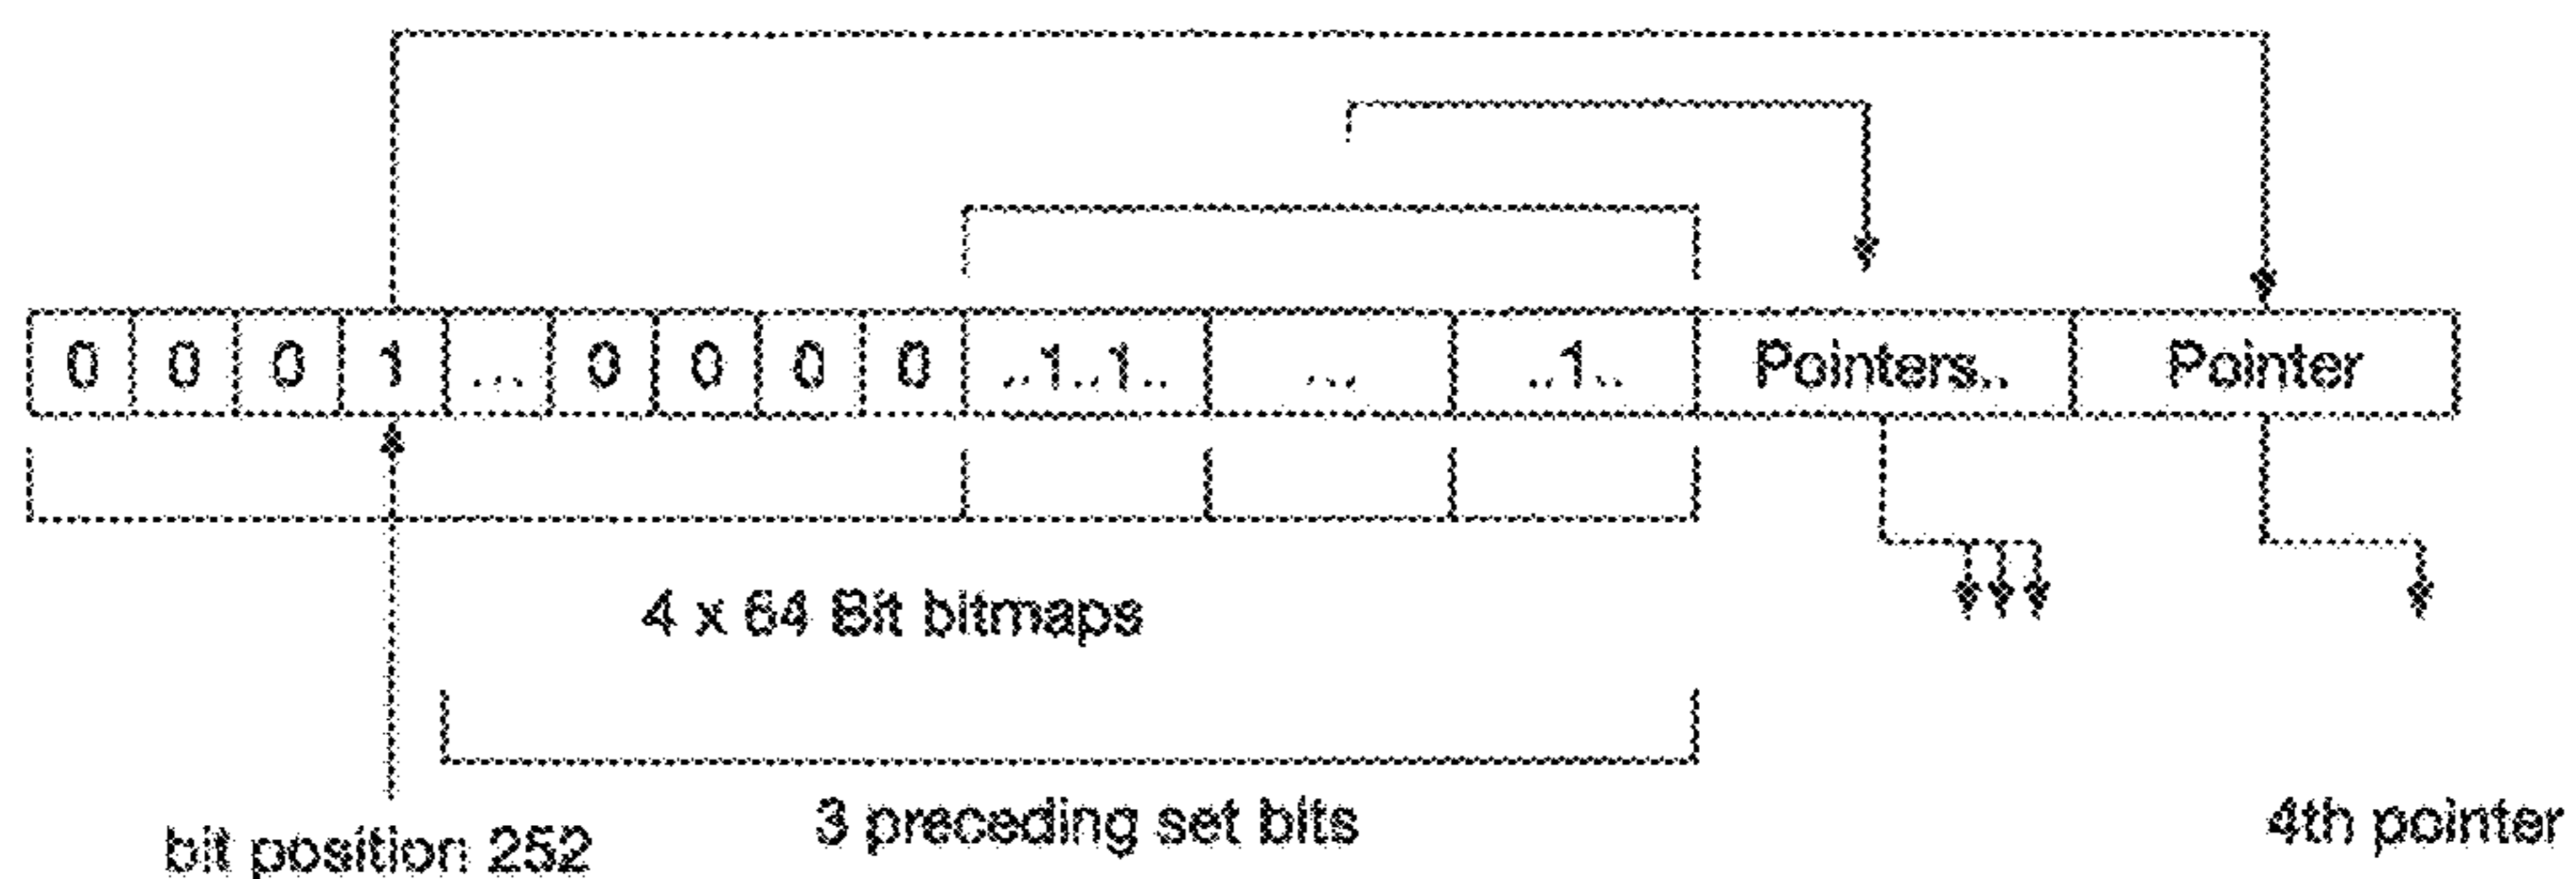 0 0 0 1 ... 0 0 0 0 ..1..1.. ... ..1.. Pointers.. Pointer
4 x 64 Bit bitmaps
3 preceding set bits
4th pointer
bit position 252